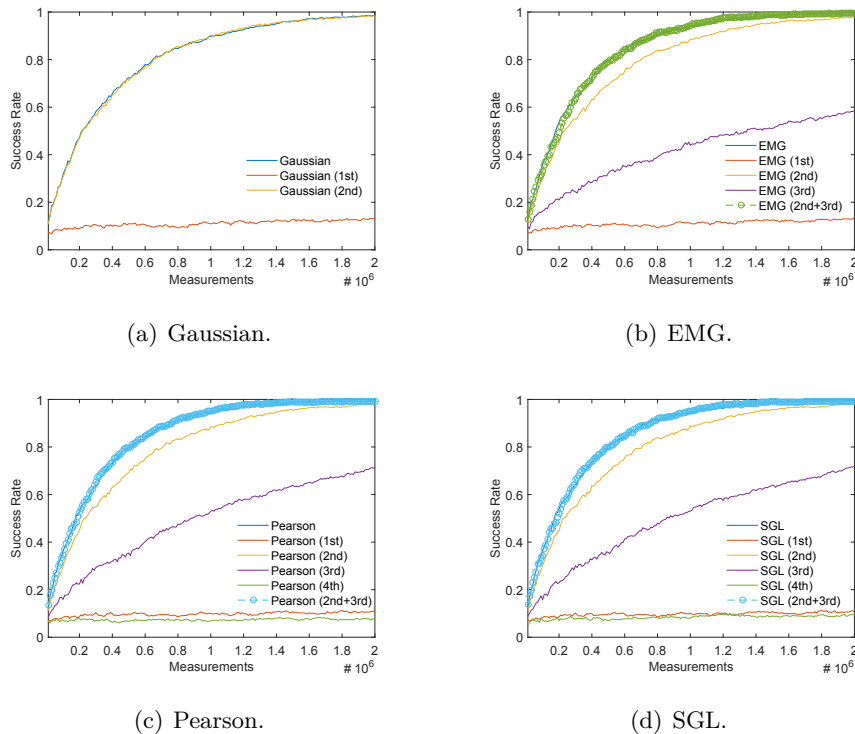 1
0.8
0.6
0.4
0.2
0
Success Rate
Gaussian
Gaussian (1st)
Gaussian (2nd)
0.2 0.4 0.6 0.8 1 1.2 1.4 1.6 1.8 2
Measurements
# 10^6
(a) Gaussian.
1
0.8
0.6
0.4
0.2
0
Success Rate
EMG
EMG (1st)
EMG (2nd)
EMG (3rd)
EMG (2nd+3rd)
0.2 0.4 0.6 0.8 1 1.2 1.4 1.6 1.8 2
Measurements
# 10^6
(b) EMG.
1
0.8
0.6
0.4
0.2
0
Success Rate
Pearson
Pearson (1st)
Pearson (2nd)
Pearson (3rd)
Pearson (4th)
Pearson (2nd+3rd)
0.2 0.4 0.6 0.8 1 1.2 1.4 1.6 1.8 2
Measurements
# 10^6
(c) Pearson.
1
0.8
0.6
0.4
0.2
0
Success Rate
SGL
SGL (1st)
SGL (2nd)
SGL (3rd)
SGL (4th)
SGL (2nd+3rd)
0.2 0.4 0.6 0.8 1 1.2 1.4 1.6 1.8 2
Measurements
# 10^6
(d) SGL.